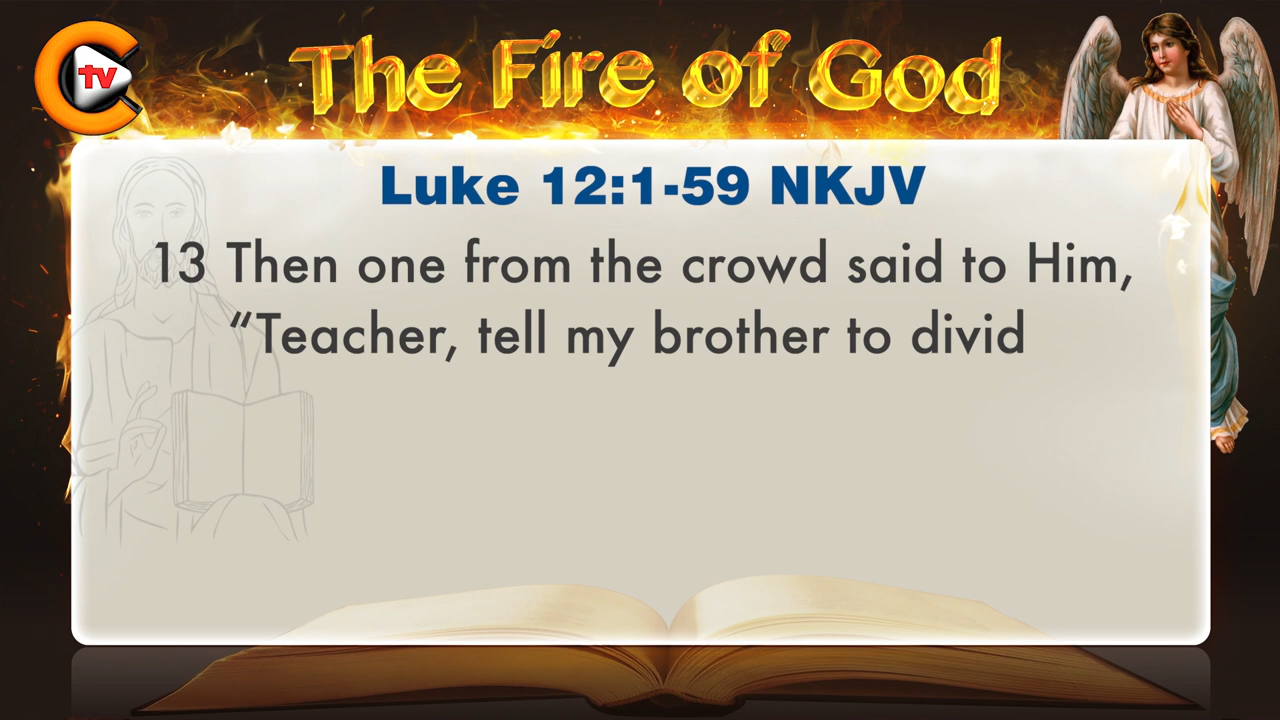 tv
The Fire of God
Luke 12:1-59 NKJV
13 Then one from the crowd said to Him,
“Teacher, tell my brother to divid